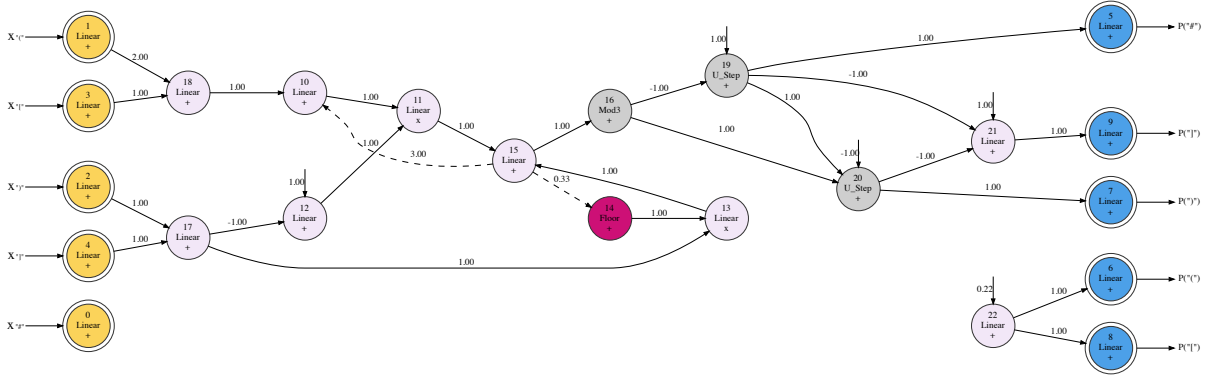 X "("
1
Linear
+
2.00
X "["
3
Linear
+
1.00
18
Linear
+
1.00
10
Linear
+
1.00
11
Linear
x
1.00
X ")"
2
Linear
+
1.00
X "]"
4
Linear
+
1.00
17
Linear
+
-1.00
1.00
12
Linear
+
1.00
1.00
X "#"
0
Linear
+
15
Linear
+
3.00
0.33
1.00
14
Floor
+
1.00
13
Linear
x
1.00
16
Mod3
+
-1.00
1.00
1.00
19
U_Step
+
1.00
-1.00
1.00
-1.00
20
U_Step
+
-1.00
1.00
1.00
21
Linear
+
1.00
5
Linear
+
P("#")
9
Linear
+
P("]")
7
Linear
+
P(")")
0.22
22
Linear
+
1.00
1.00
6
Linear
+
P("(")
8
Linear
+
P("[")